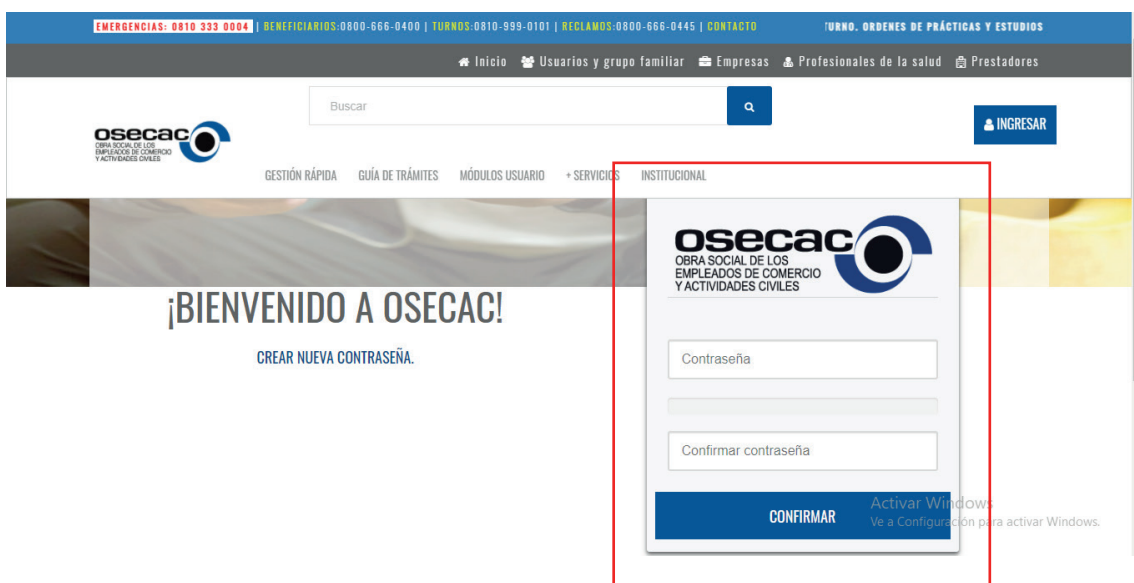 EMERGENCIAS: 0810 333 0004 | BENEFICIARIOS:0800-666-0400 | TURNOS:0810-999-0101 | RECLAMOS:0800-666-0445 | CONTACTO
TURNO. ORDENES DE PRÁCTICAS Y ESTUDIOS
Inicio Usuarios y grupo familiar Empresas Profesionales de la salud Prestadores
Buscar
INGRESAR
osecac
OBRA SOCIAL DE LOS
EMPLEADOS DE COMERCIO
Y ACTIVIDADES CIVILES
GESTIÓN RÁPIDA GUÍA DE TRÁMITES MÓDULOS USUARIO + SERVICIOS INSTITUCIONAL
osecac
OBRA SOCIAL DE LOS
EMPLEADOS DE COMERCIO
Y ACTIVIDADES CIVILES
¡BIENVENIDO A OSECAC!
CREAR NUEVA CONTRASEÑA.
Contraseña
Confirmar contraseña
CONFIRMAR
Activar Windows
Ve a Configuración para activar Windows.